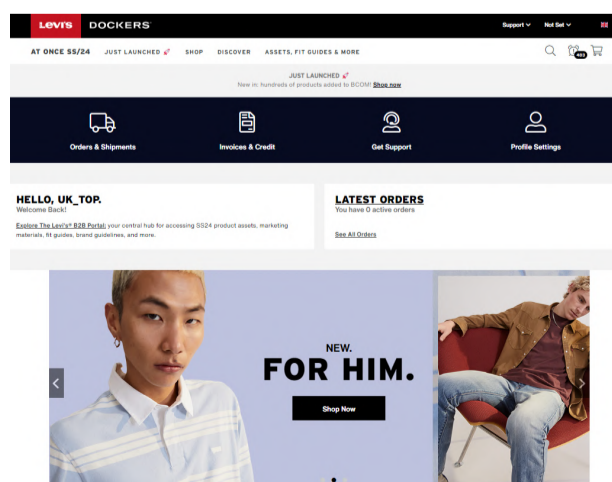 Levi's DOCKERS
Support Not Set
AT ONCE SS/24 JUST LAUNCHED 🚀 SHOP DISCOVER ASSETS, FIT GUIDES & MORE
403
JUST LAUNCHED 🚀
New in: hundreds of products added to BCOM! Shop now
Orders & Shipments Invoices & Credit Get Support Profile Settings
HELLO, UK_TOP.
Welcome Back!
Explore The Levi's® B2B Portal: your central hub for accessing SS24 product assets, marketing
materials, fit guides, brand guidelines, and more.
LATEST ORDERS
You have 0 active orders
See All Orders
NEW.
FOR HIM.
Shop Now